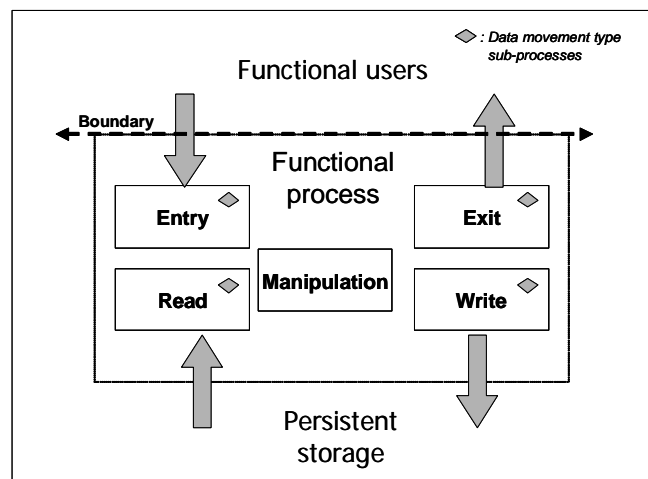 : Data movement type
sub-processes
Functional users
Boundary
Functional
process
Entry
Exit
Manipulation
Read
Write
Persistent
storage